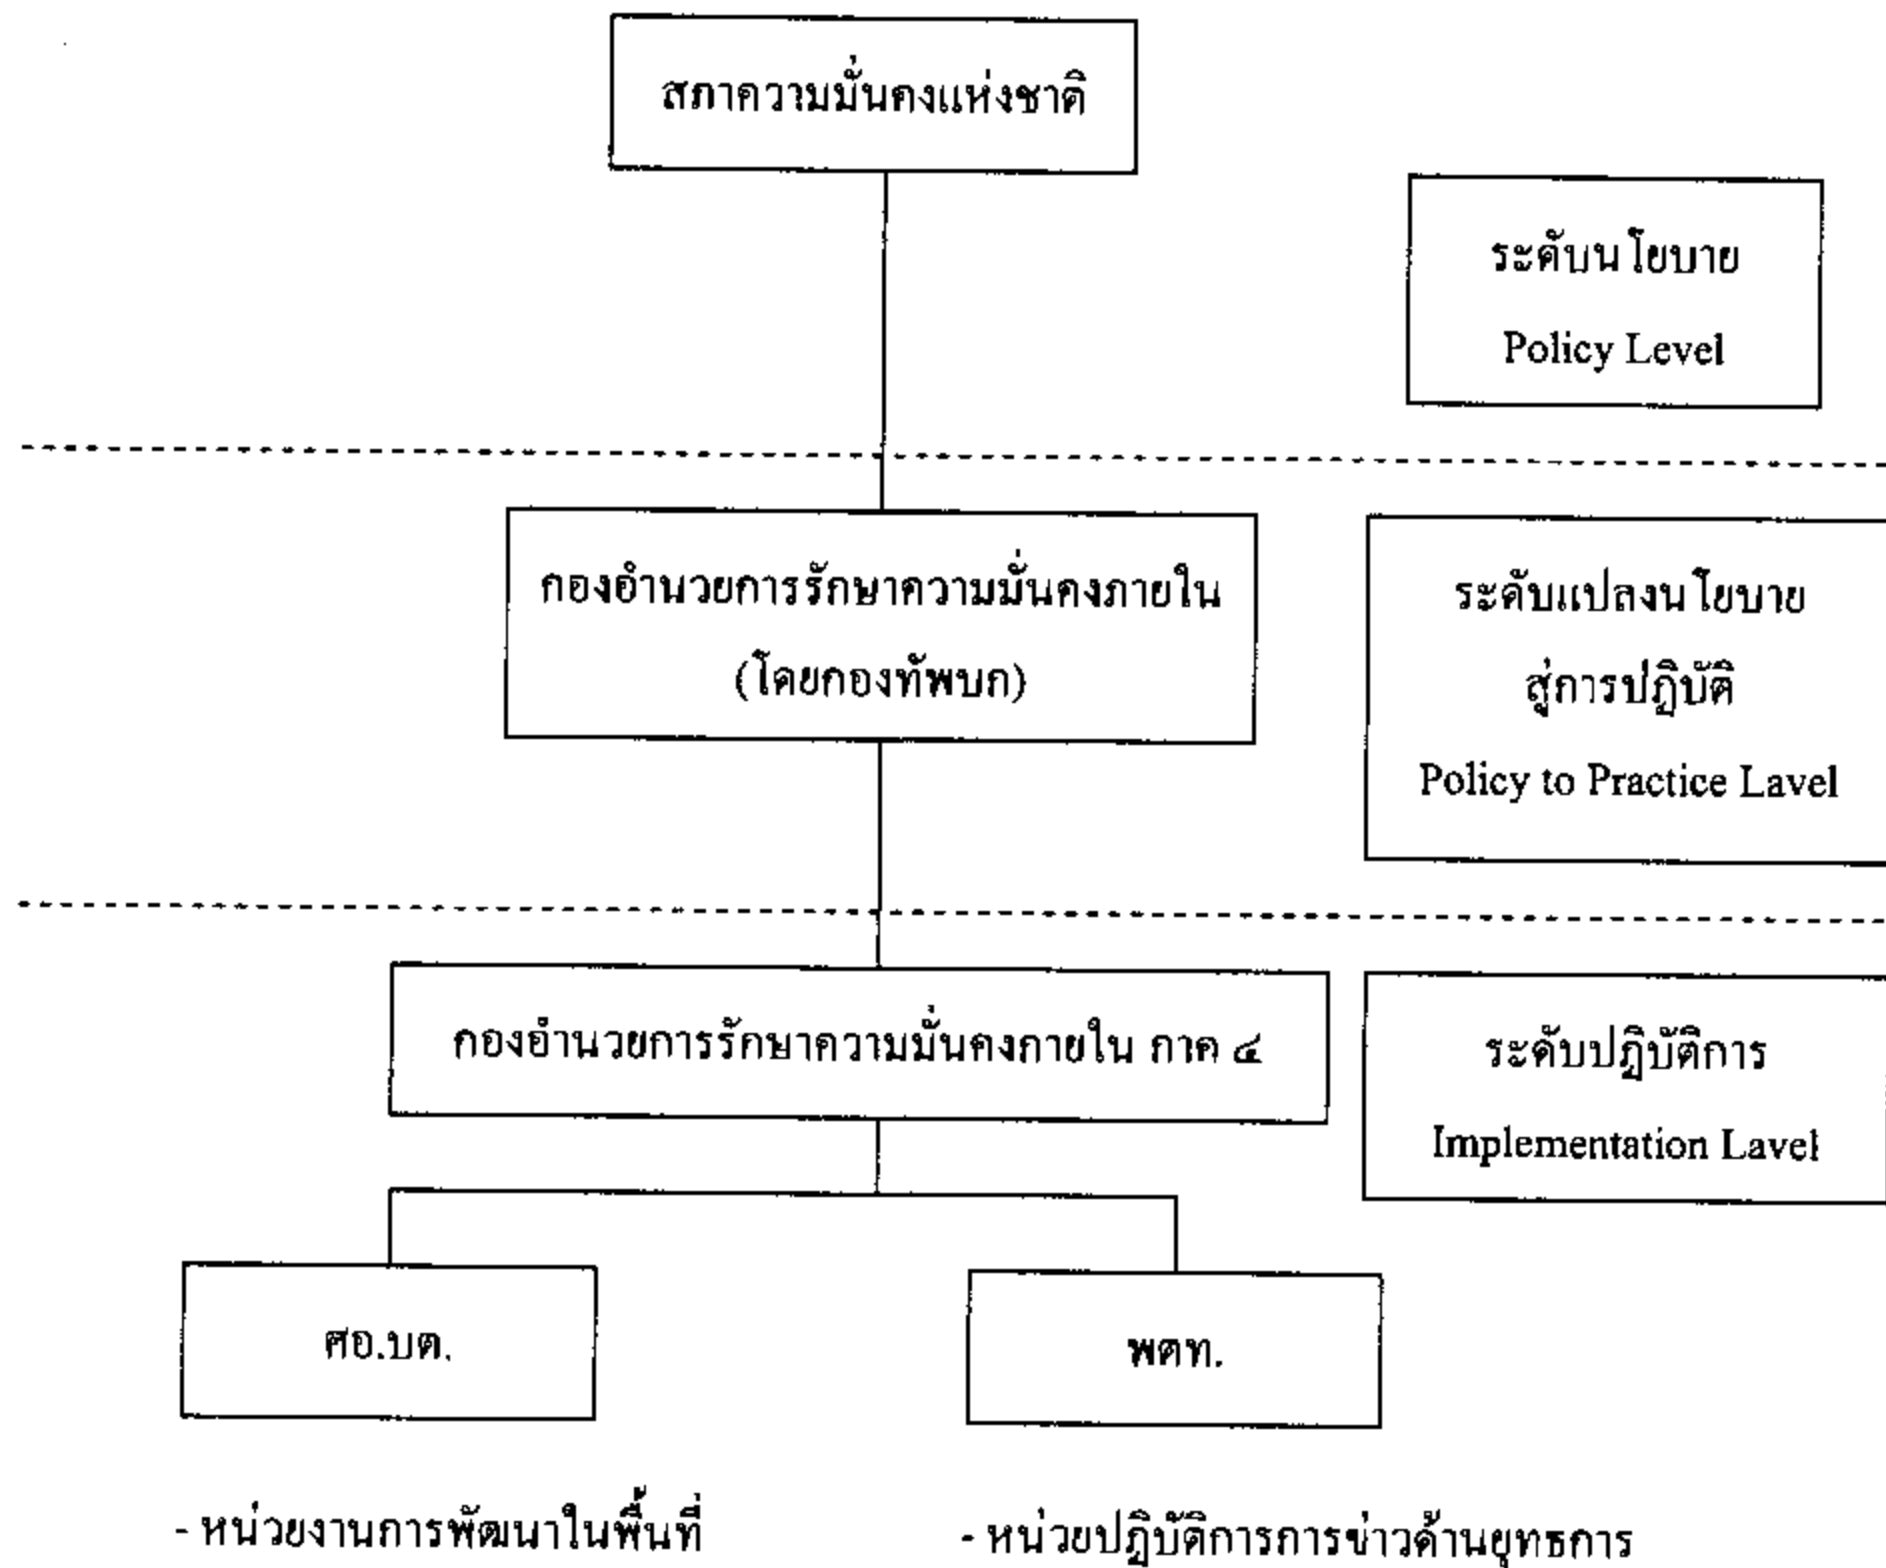 สภาความมั่นคงแห่งชาติ
ระดับนโยบาย
Policy Level
กองอำนวยการรักษาความมั่นคงภายใน
(โดยกองทัพบก)
ระดับแปลงนโยบาย
สู่การปฏิบัติ
Policy to Practice Lavel
กองอำนวยการรักษาความมั่นคงภายใน ภาค ๔
ระดับปฏิบัติการ
Implementation Lavel
ศอ.บต.
พตท.
- หน่วยงานการพัฒนาในพื้นที่
- หน่วยปฏิบัติการการข่าวด้านยุทธการ